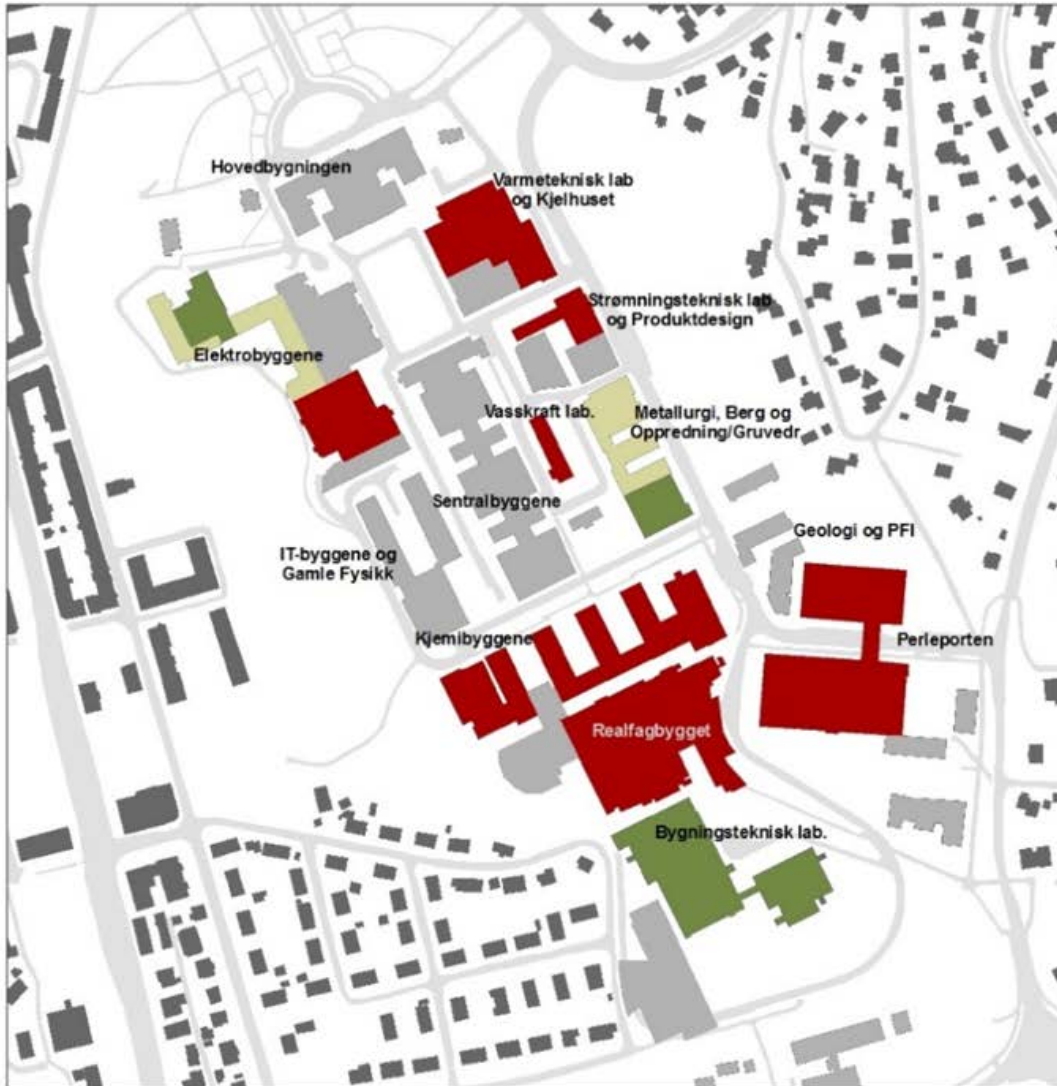 Hovedbygningen
Varmeteknisk lab
og Kjelhuset
Strømningsteknisk lab
og Produktdesign
Elektrobyggene
Vasskraft lab.
Metallurgi, Berg og
Oppredning/Gruvedr.
Sentralbyggene
Geologi og PFI
IT-byggene og
Gamle Fysikk
Kjemibyggene
Perleporten
Realfagbygget
Bygningsteknisk lab.